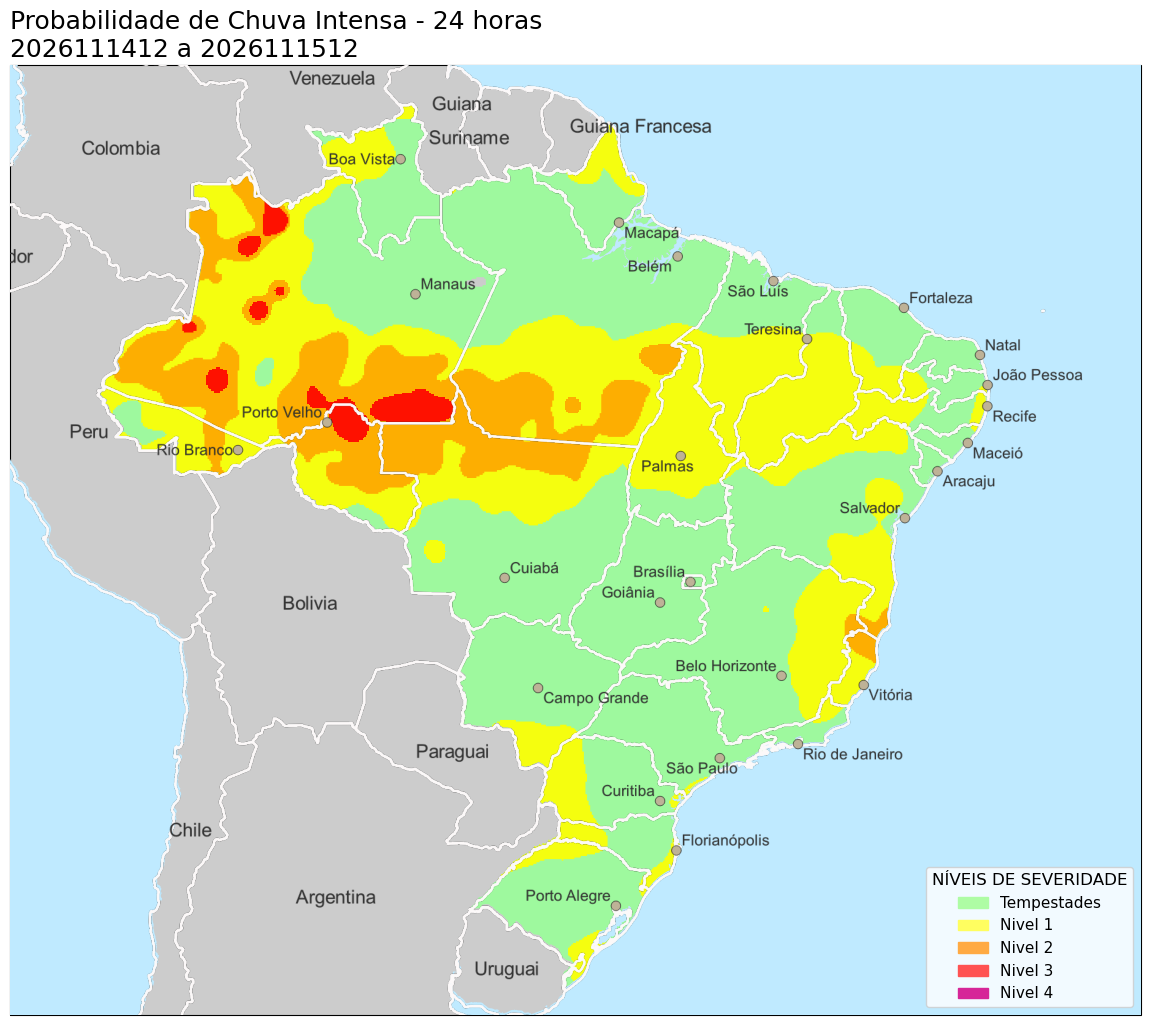 Probabilidade de Chuva Intensa - 24 horas
2026111412 a 2026111512
Venezuela
Guiana
Colombia
Suriname
Guiana Francesa
Boa Vista
dor
Macapá
Belém
Manaus
São Luís
Fortaleza
Teresina
Natal
João Pessoa
Recife
Porto Velho
Peru
Rio Branco
Maceió
Palmas
Aracaju
Salvador
Cuiabá
Brasília
Goiânia
Bolivia
Belo Horizonte
Campo Grande
Vitória
Paraguai
Rio de Janeiro
São Paulo
Curitiba
Chile
Florianópolis
Argentina
Porto Alegre
Uruguai
NÍVEIS DE SEVERIDADE
Tempestades
Nivel 1
Nivel 2
Nivel 3
Nivel 4